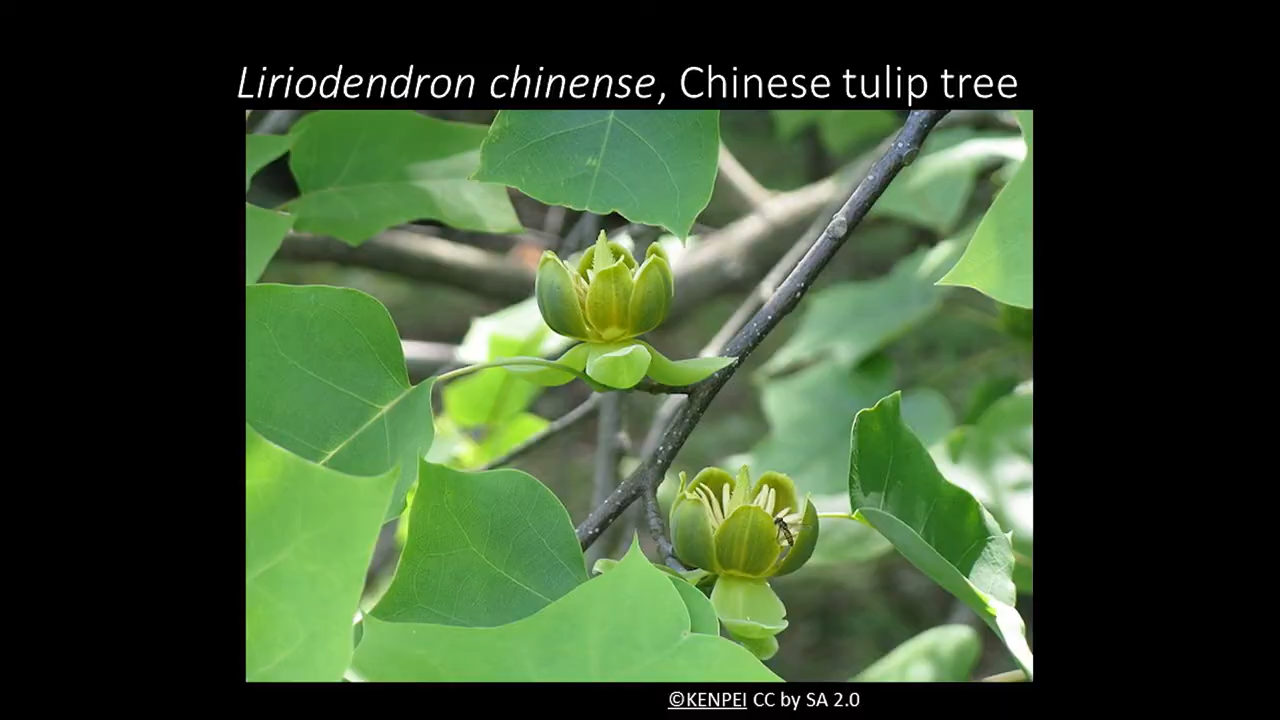 Liriodendron chinense, Chinese tulip tree
©KENPEI CC by SA 2.0